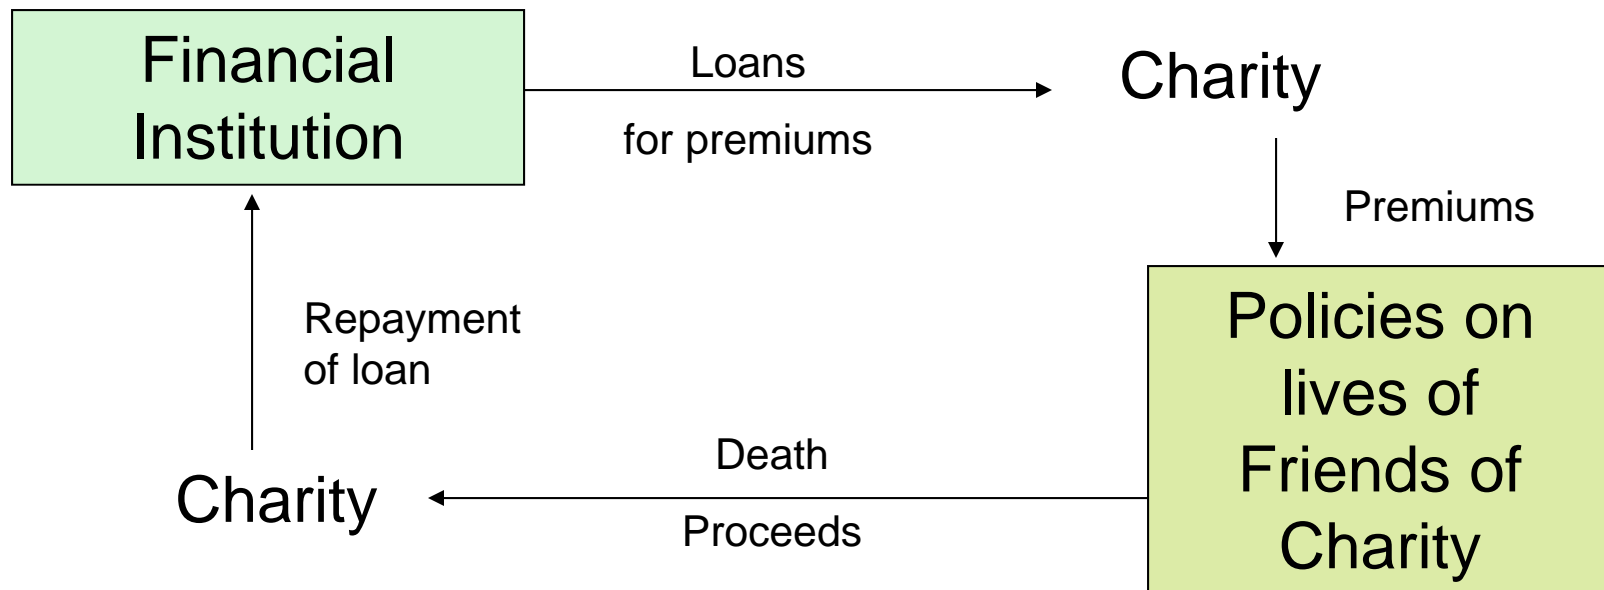 Financial
Institution
Loans
for premiums
Charity
Premiums
Policies on
lives of
Friends of
Charity
Death
Proceeds
Charity
Repayment
of loan